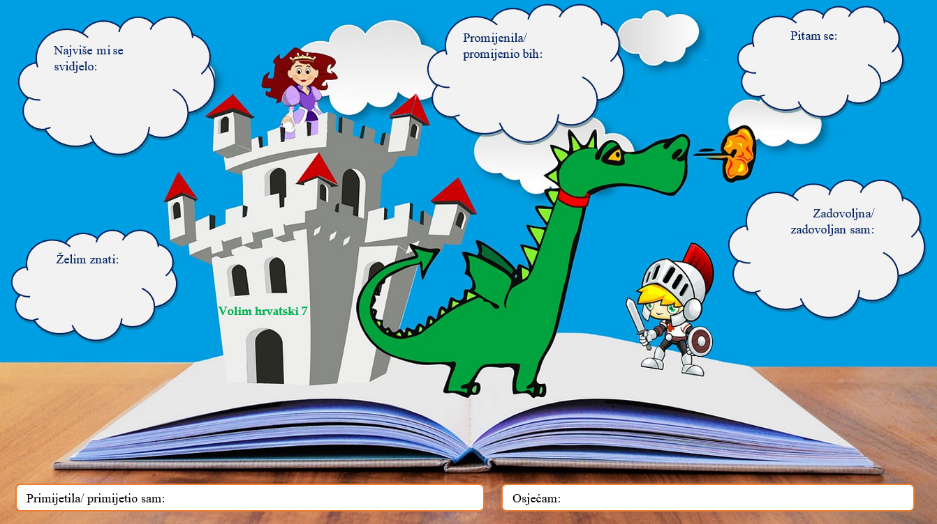 Najviše mi se
svidjelo:
Promijenila/
promijenio bih:
Pitam se:
Želim znati:
Zadovoljna/
zadovoljan sam:
Volim hrvatski 7
Primijetila/ primijetio sam:
Osjećam: